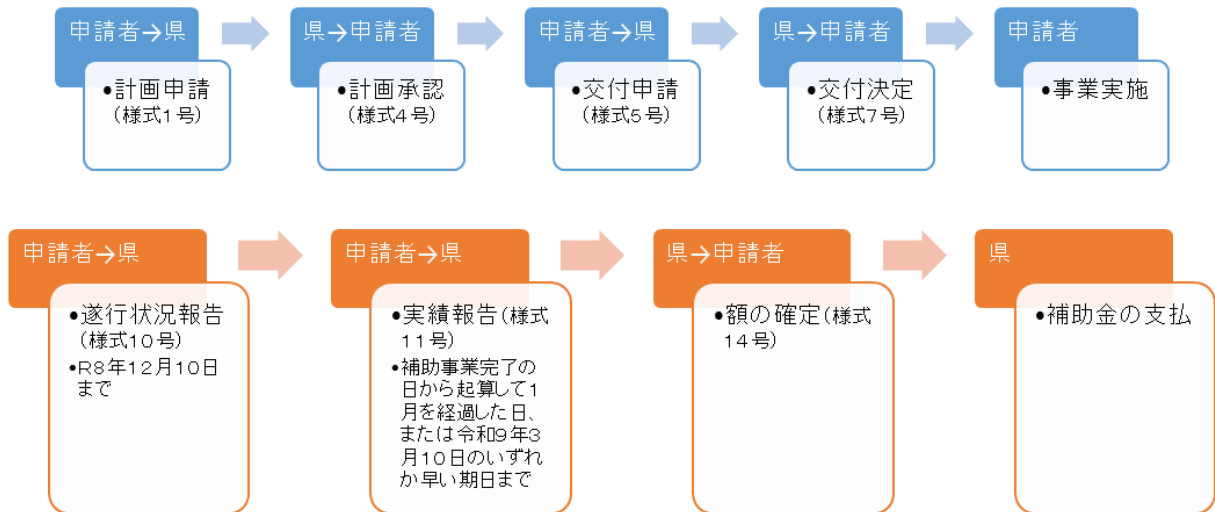 申請者→県
•計画申請
（様式1号）
県→申請者
•計画承認
（様式4号）
申請者→県
•交付申請
（様式5号）
県→申請者
•交付決定
（様式7号）
申請者
•事業実施
申請者→県
•遂行状況報告
（様式10号）
•R8年12月10日
まで
申請者→県
•実績報告（様式
11号）
•補助事業完了の
日から起算して1
月を経過した日、
または令和9年3
月10日のいずれ
か早い期日まで
県→申請者
•額の確定（様式
14号）
県
•補助金の支払